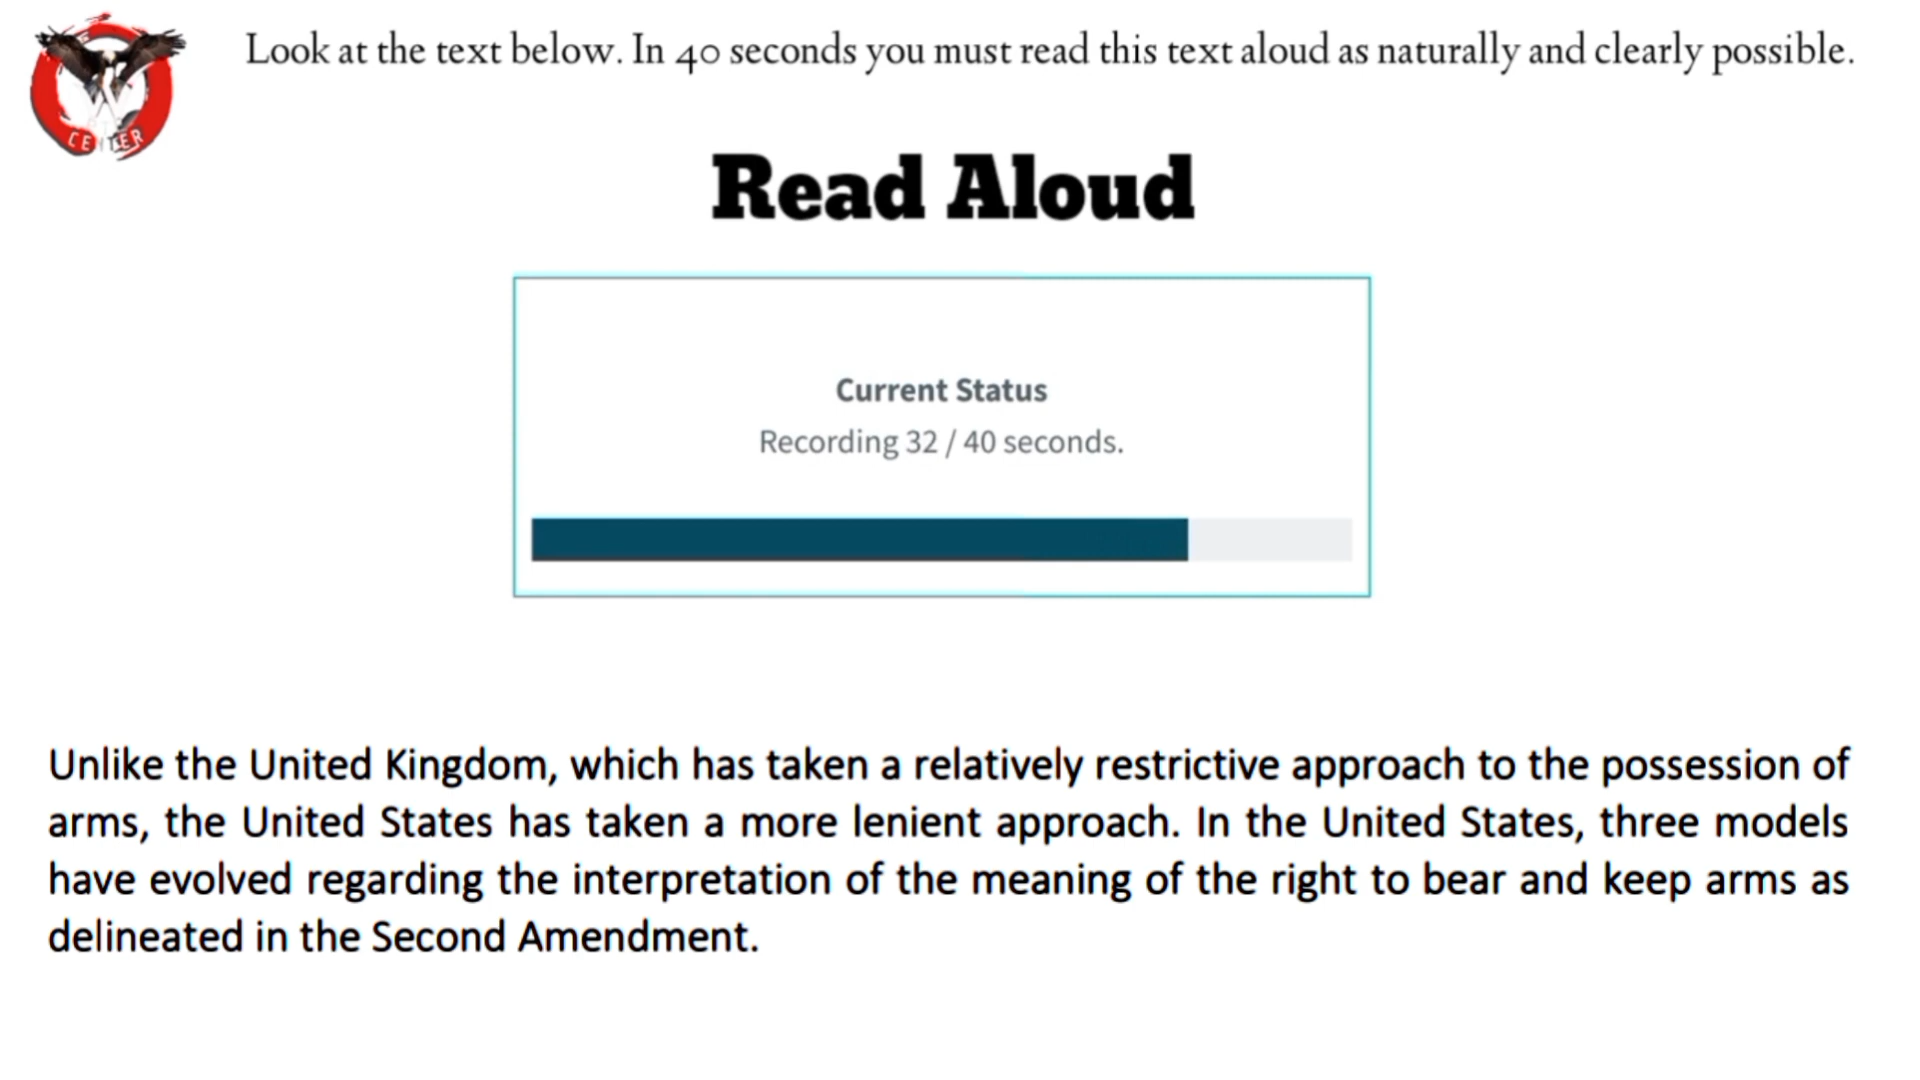 Look at the text below. In 40 seconds you must read this text aloud as naturally and clearly possible.
CENTER
Read Aloud
Current Status
Recording 32 / 40 seconds.
Unlike the United Kingdom, which has taken a relatively restrictive approach to the possession of
arms, the United States has taken a more lenient approach. In the United States, three models
have evolved regarding the interpretation of the meaning of the right to bear and keep arms as
delineated in the Second Amendment.